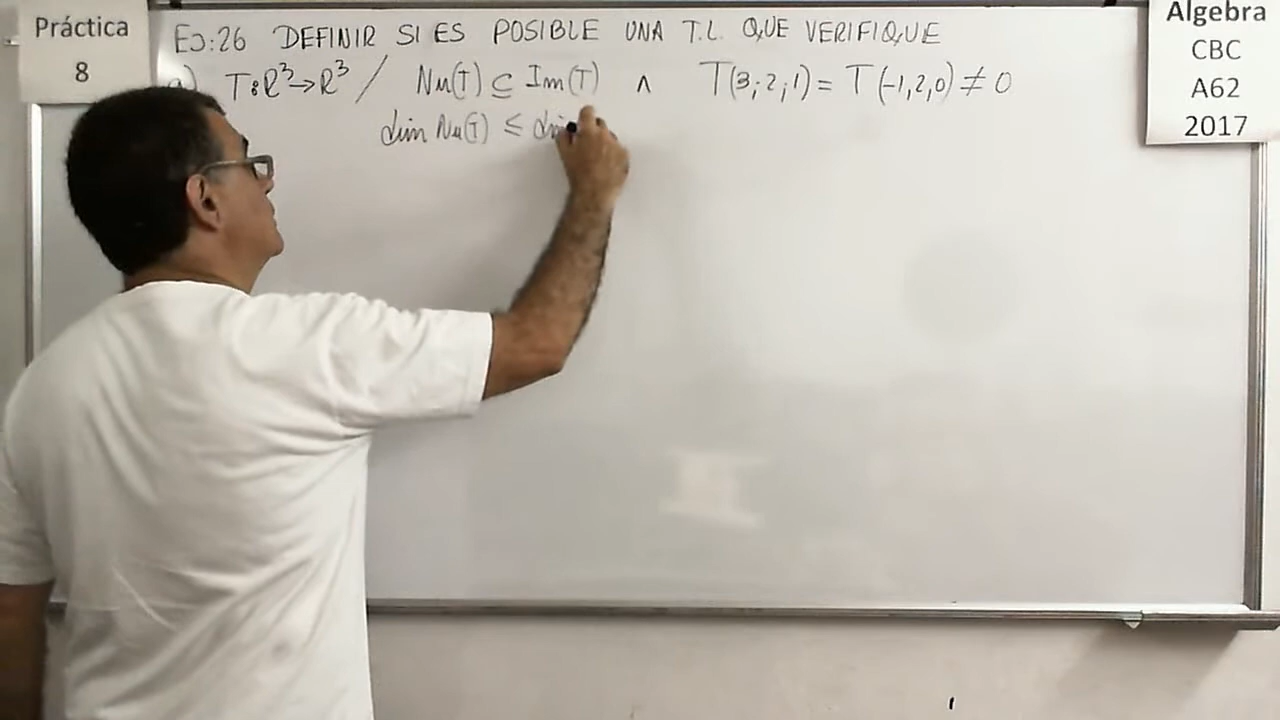 Práctica
8
EJ:26 DEFINIR SI ES POSIBLE UNA T.L. QUE VERIFIQUE
a) T:R³→R³ / Nu(T) ⊆ Im(T) ∧ T(3;2;1) = T(-1,2,0) ≠ 0
dim Nu(T) ≤ dim
Algebra
CBC
A62
2017